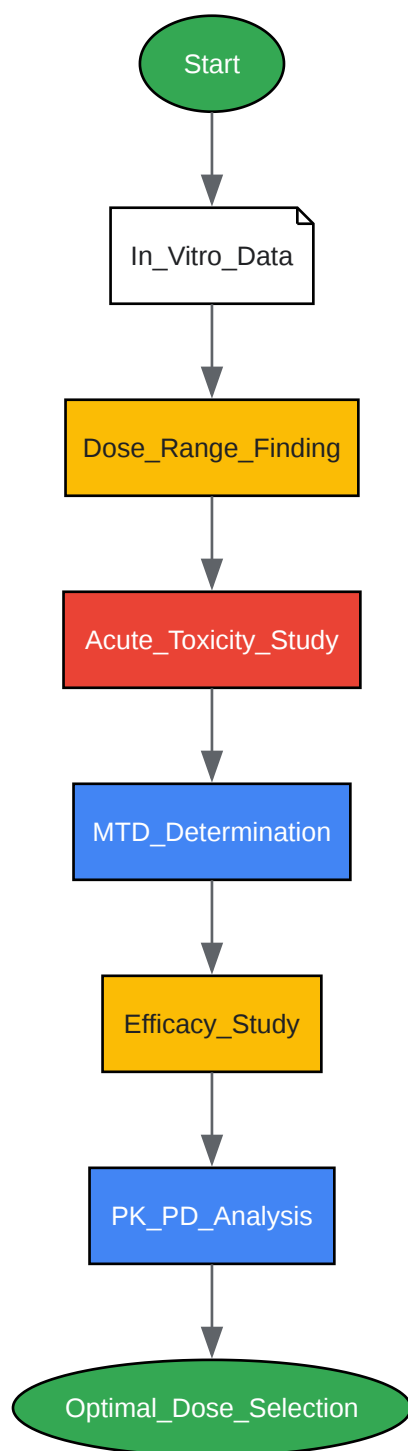 Start
In_Vitro_Data
Dose_Range_Finding
Acute_Toxicity_Study
MTD_Determination
Efficacy_Study
PK_PD_Analysis
Optimal_Dose_Selection